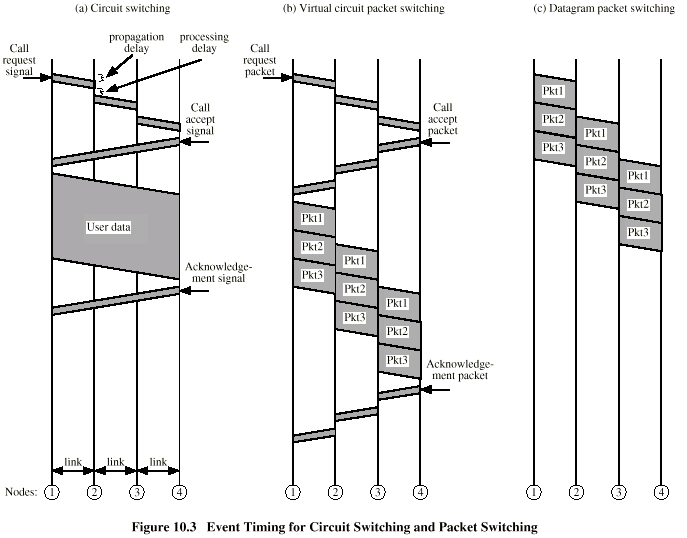 (a) Circuit switching
(b) Virtual circuit packet switching
(c) Datagram packet switching
propagation
delay
processing
delay
Call
request
signal
Call
accept
signal
User data
Acknowledge-
ment signal
link
link
link
Call
request
packet
Call
accept
packet
Pkt1
Pkt2
Pkt3
Pkt1
Pkt2
Pkt3
Pkt1
Pkt2
Pkt3
Acknowledge-
ment packet
Pkt1
Pkt2
Pkt3
Pkt1
Pkt2
Pkt3
Pkt1
Pkt2
Pkt3
Nodes: 1 2 3 4
1 2 3 4
1 2 3 4
Figure 10.3 Event Timing for Circuit Switching and Packet Switching